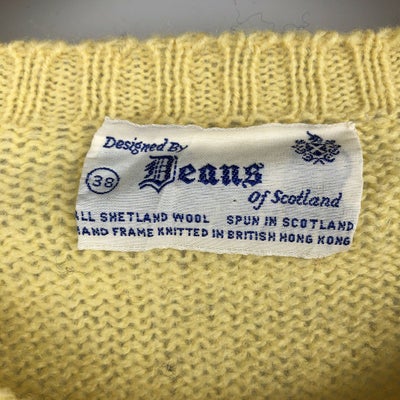 Designed By
Deans
38
Of Scotland
ALL SHETLAND WOOL SPUN IN SCOTLAND
HAND FRAME KNITTED IN BRITISH HONG KONG